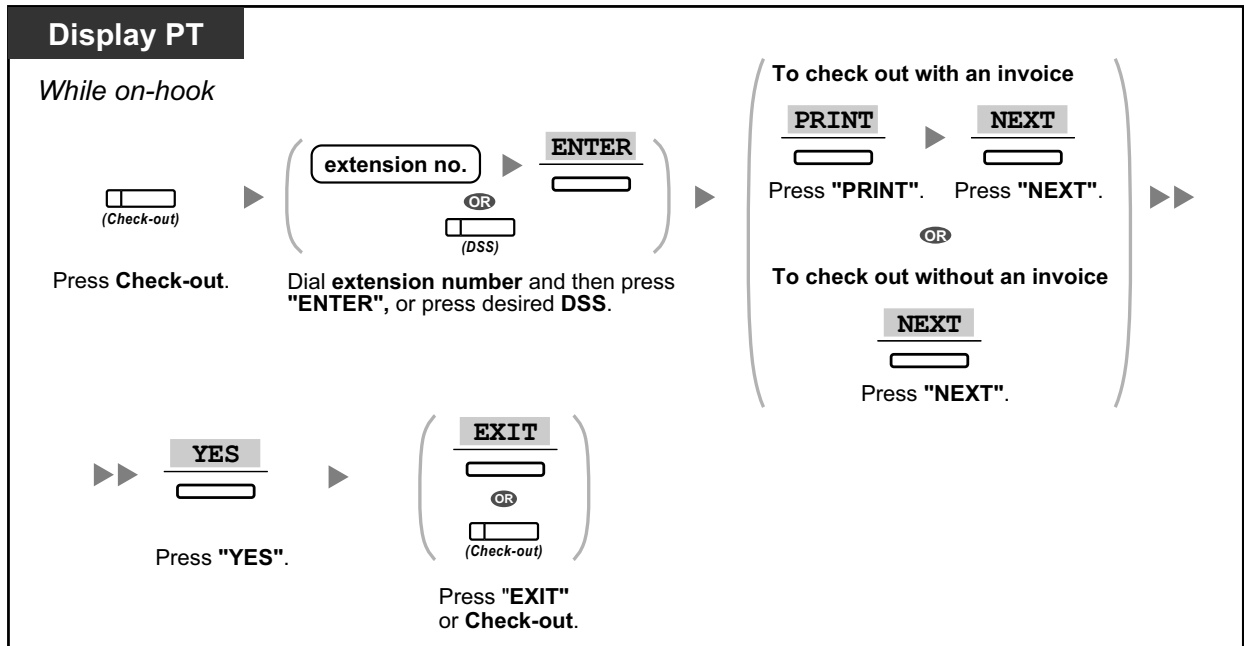 Display PT
While on-hook
(Check-out)
Press Check-out.
extension no.
ENTER
OR
(DSS)
Dial extension number and then press
"ENTER", or press desired DSS.
To check out with an invoice
PRINT
NEXT
Press "PRINT".
Press "NEXT".
OR
To check out without an invoice
NEXT
Press "NEXT".
YES
Press "YES".
EXIT
OR
(Check-out)
Press "EXIT"
or Check-out.